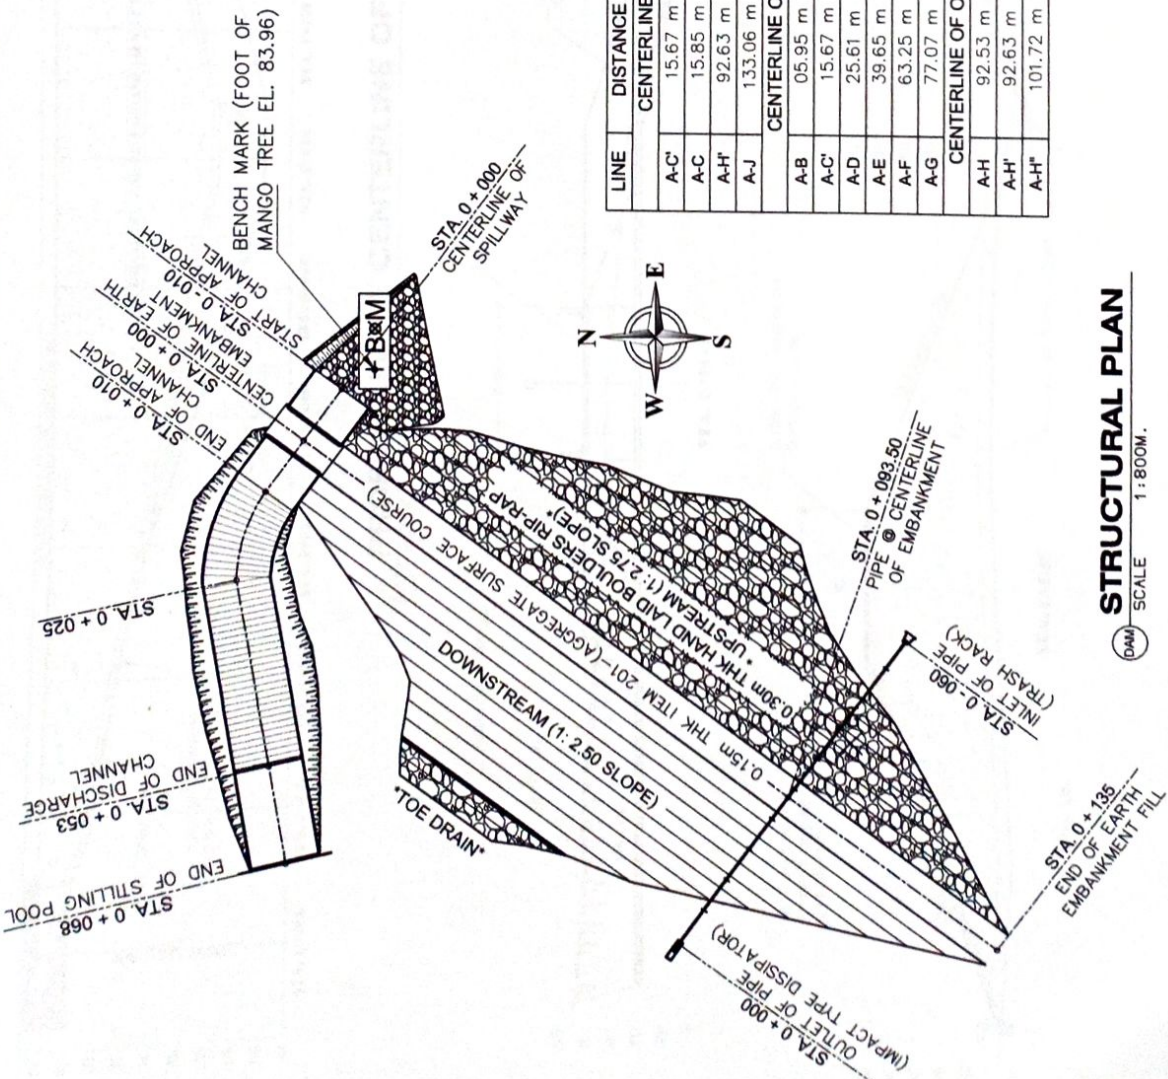 BENCH MARK (FOOT OF
MANGO TREE EL. 83.96)
STA. 0 - 010
START OF APPROACH
CHANNEL
STA. 0 + 000
CENTERLINE OF EARTH
EMBANKMENT
STA. 0 + 010
END OF APPROACH
CHANNEL
STA. 0 + 025
STA. 0 + 053
END OF DISCHARGE
CHANNEL
STA. 0 + 068
END OF STILLING POOL
B M
STA. 0 + 000
CENTERLINE OF
SPILLWAY
N
W E
S
0.15m THK ITEM 201-(AGGREGATE SURFACE COURSE)
*0.30m THK HAND LAID BOULDERS RIP-RAP
* UPSTREAM (1: 2.75 SLOPE)*
DOWNSTREAM (1: 2.50 SLOPE)
*TOE DRAIN*
STA. 0 + 093.50
PIPE @ CENTERLINE
OF EMBANKMENT
STA. 0 - 060
INLET OF PIPE
(TRASH RACK)
STA. 0 + 135
END OF EARTH
EMBANKMENT FILL
STA. 0 + 000
OUTLET OF PIPE
(IMPACT TYPE DISSIPATOR)
LINE DISTANCE
CENTERLINE
A-C' 15.67 m
A-C 15.85 m
A-H' 92.63 m
A-J 133.06 m
CENTERLINE O
A-B 05.95 m
A-C' 15.67 m
A-D 25.61 m
A-E 39.65 m
A-F 63.25 m
A-G 77.07 m
CENTERLINE OF O
A-H 92.53 m
A-H' 92.63 m
A-H" 101.72 m
DAM
STRUCTURAL PLAN
SCALE 1:800M.